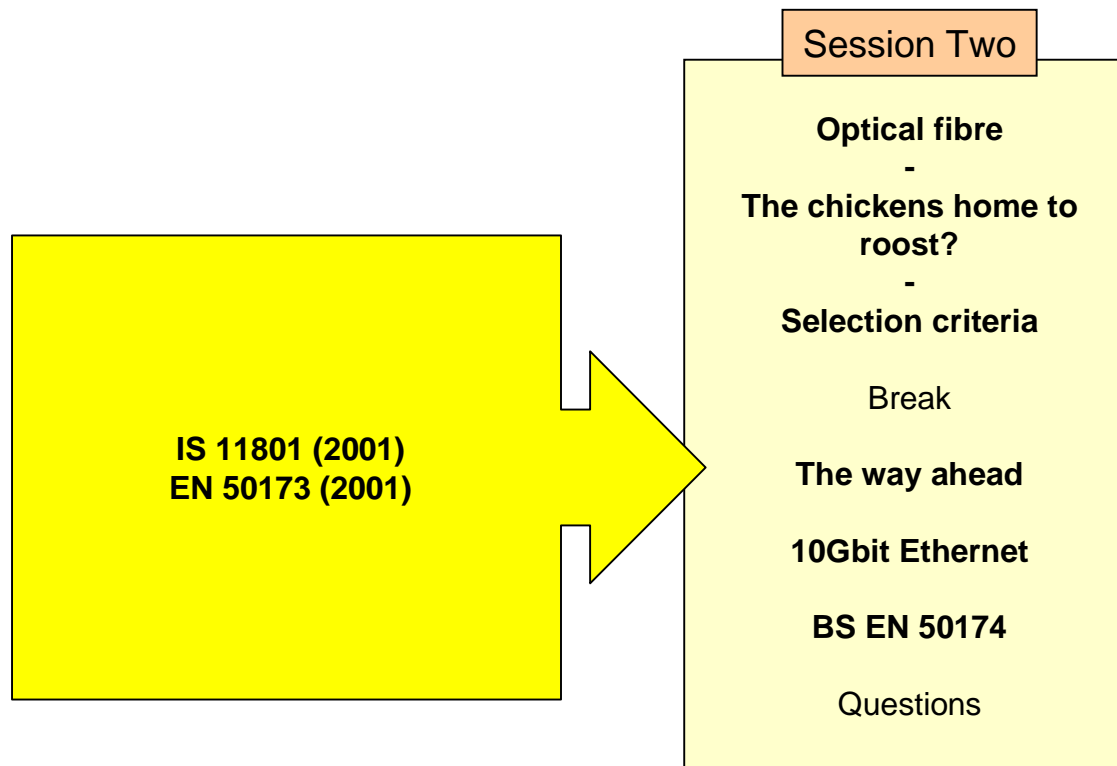 Session Two
Optical fibre
-
The chickens home to
roost?
-
Selection criteria
Break
The way ahead
10Gbit Ethernet
BS EN 50174
Questions
IS 11801 (2001)
EN 50173 (2001)